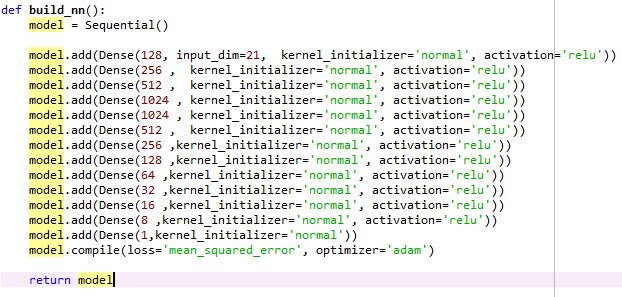 def build_nn():
    model = Sequential()

    model.add(Dense(128, input_dim=21,  kernel_initializer='normal', activation='relu'))
    model.add(Dense(256 ,  kernel_initializer='normal', activation='relu'))
    model.add(Dense(512 ,  kernel_initializer='normal', activation='relu'))
    model.add(Dense(1024 , kernel_initializer='normal', activation='relu'))
    model.add(Dense(1024 , kernel_initializer='normal', activation='relu'))
    model.add(Dense(512 ,  kernel_initializer='normal', activation='relu'))
    model.add(Dense(256 ,kernel_initializer='normal', activation='relu'))
    model.add(Dense(128 ,kernel_initializer='normal', activation='relu'))
    model.add(Dense(64 ,kernel_initializer='normal', activation='relu'))
    model.add(Dense(32 ,kernel_initializer='normal', activation='relu'))
    model.add(Dense(16 ,kernel_initializer='normal', activation='relu'))
    model.add(Dense(8 ,kernel_initializer='normal', activation='relu'))
    model.add(Dense(1,kernel_initializer='normal'))
    model.compile(loss='mean_squared_error', optimizer='adam')

    return model